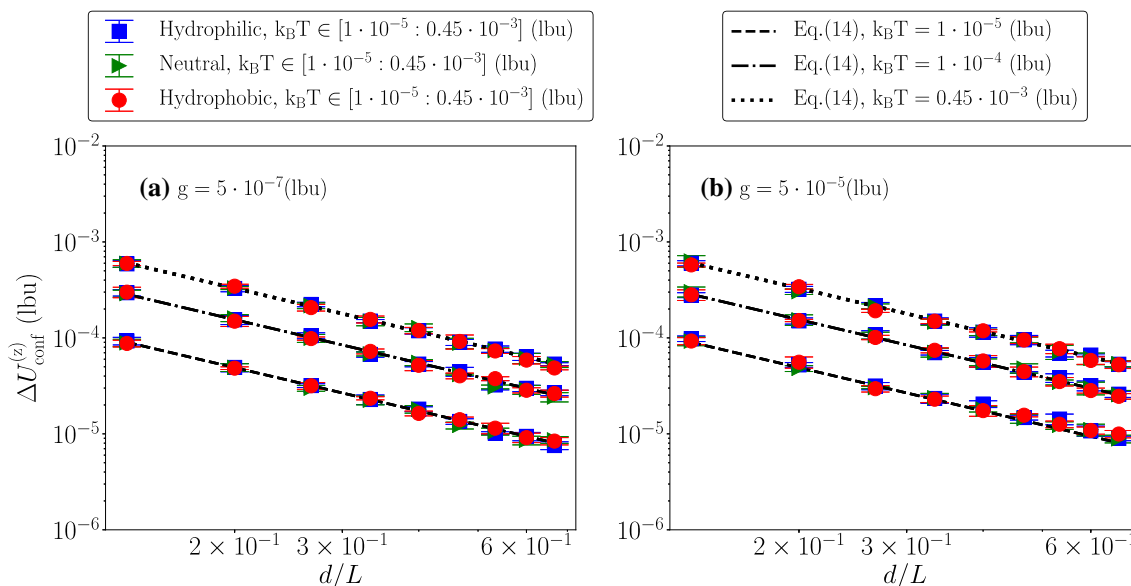 Hydrophilic, k_BT ∈ [1 · 10^−5 : 0.45 · 10^−3] (lbu)
Neutral, k_BT ∈ [1 · 10^−5 : 0.45 · 10^−3] (lbu)
Hydrophobic, k_BT ∈ [1 · 10^−5 : 0.45 · 10^−3] (lbu)
Eq.(14), k_BT = 1 · 10^−5 (lbu)
Eq.(14), k_BT = 1 · 10^−4 (lbu)
Eq.(14), k_BT = 0.45 · 10^−3 (lbu)
ΔU_conf^(z) (lbu)
10^−2
10^−3
10^−4
10^−5
10^−6
(a) g = 5 · 10^−7(lbu)
2 × 10^−1
3 × 10^−1
6 × 10^−1
d/L
10^−2
10^−3
10^−4
10^−5
10^−6
(b) g = 5 · 10^−5(lbu)
2 × 10^−1
3 × 10^−1
6 × 10^−1
d/L